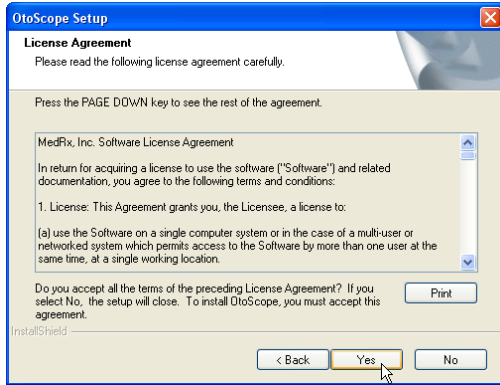 OtoScope Setup
License Agreement
Please read the following license agreement carefully.
Press the PAGE DOWN key to see the rest of the agreement.
MedRx, Inc. Software License Agreement
In return for acquiring a license to use the software ("Software") and related
documentation, you agree to the following terms and conditions:
1. License: This Agreement grants you, the Licensee, a license to:
(a) use the Software on a single computer system or in the case of a multi-user or
networked system which permits access to the Software by more than one user at the
same time, at a single working location.
Do you accept all the terms of the preceding License Agreement? If you
select No, the setup will close. To install OtoScope, you must accept this
agreement.
Print
InstallShield
< Back
Yes
No